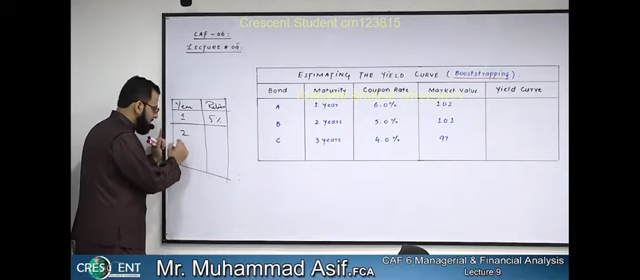 Crescent Student crn123815
CAF - 06:
LECTURE # 09:
ESTIMATING THE YIELD CURVE (Bootstrapping)
Bond Maturity Coupon Rate Market Value Yield Curve
A 1 year 6.0% 102
B 2 years 5.0% 101
C 3 years 4.0% 97
Year
1 5%
2
CRESCENT
Mr. Muhammad Asif.FCA
CAF 6 Managerial & Financial Analysis
Lecture 9